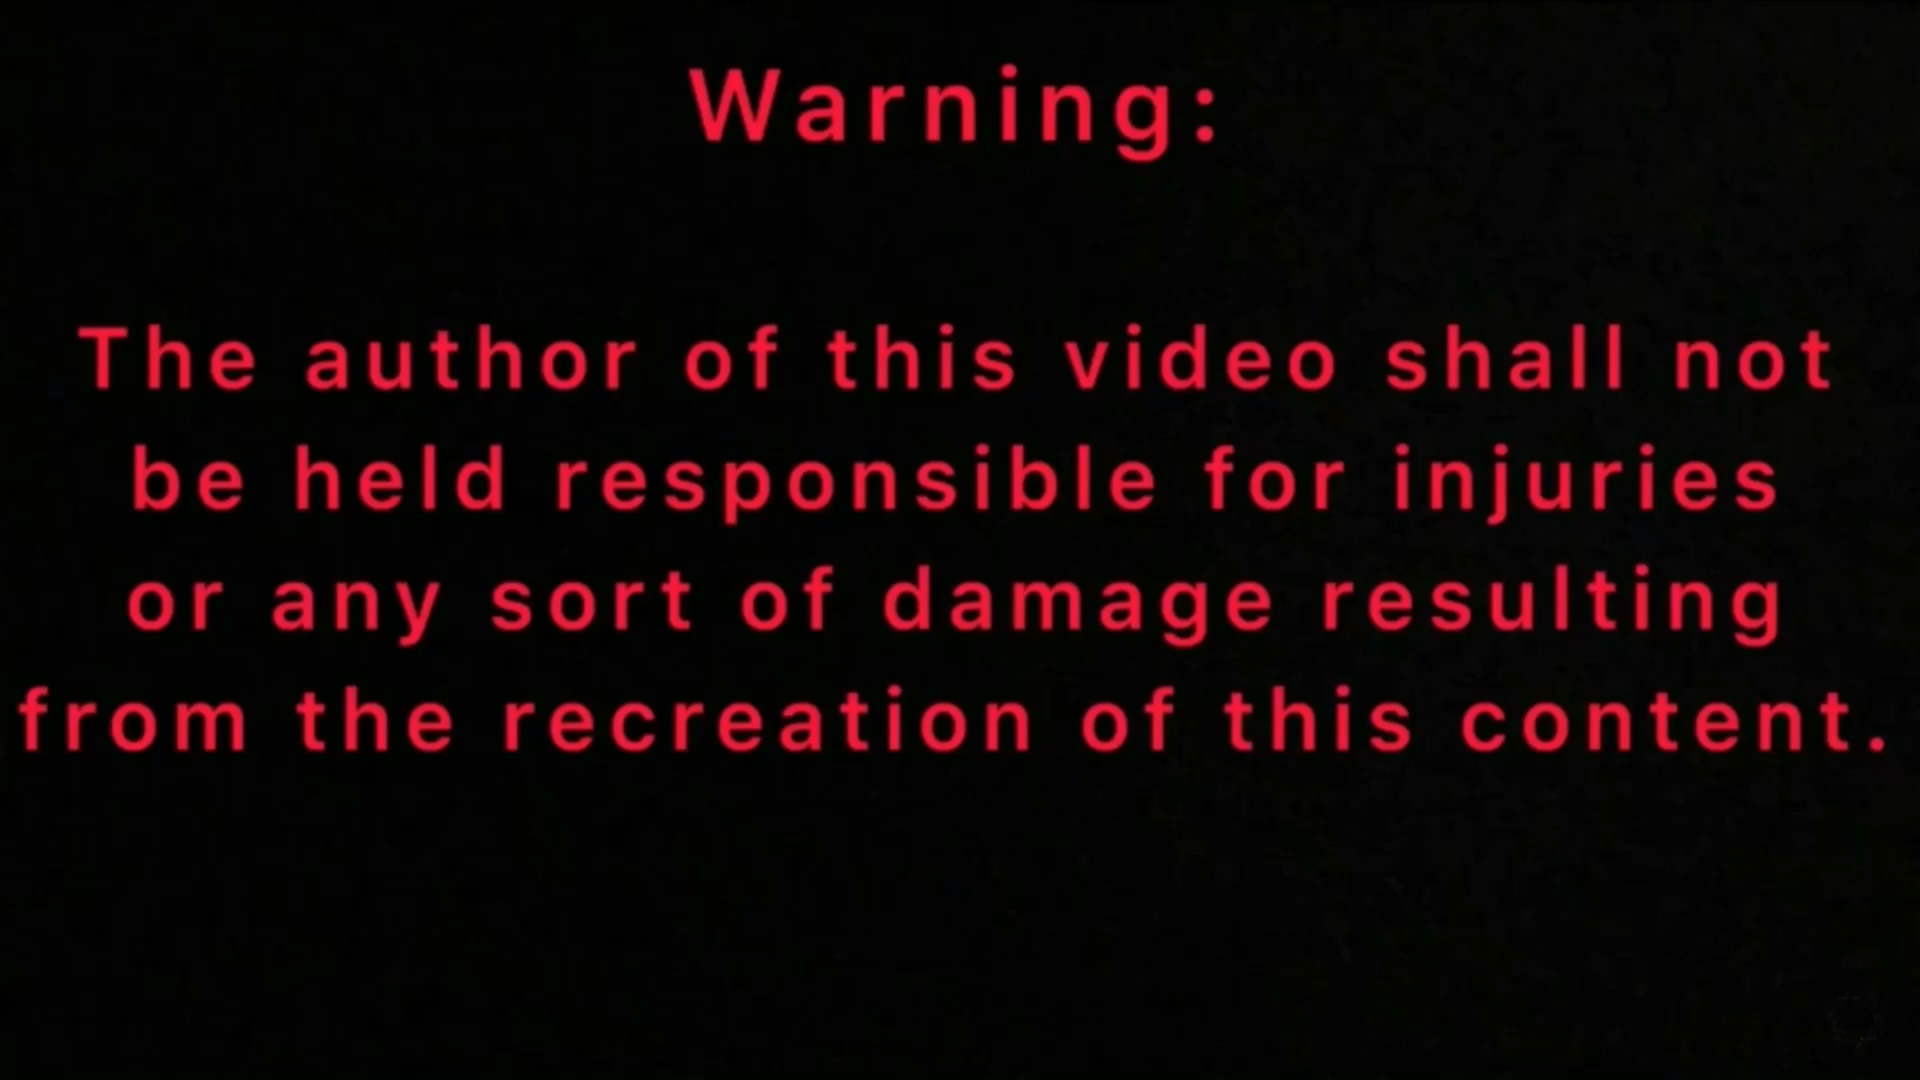 Warning:
The author of this video shall not
be held responsible for injuries
or any sort of damage resulting
from the recreation of this content.